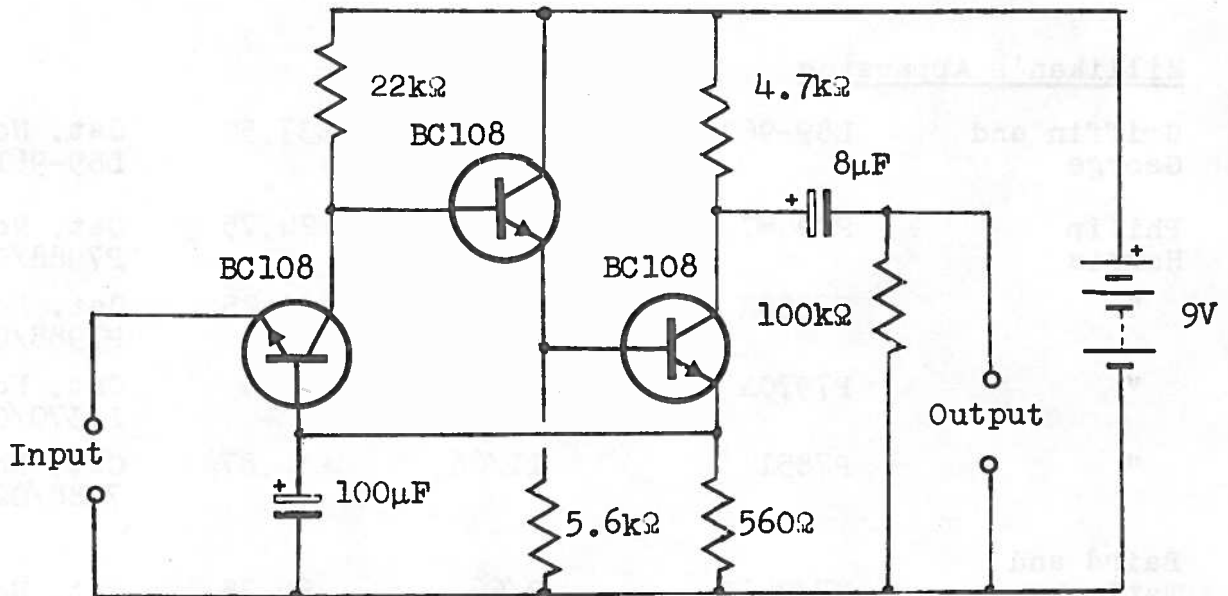 22kΩ
4.7kΩ
BC108
8μF
+
BC108
BC108
100kΩ
+
9V
Input
Output
+
100μF
5.6kΩ
560Ω